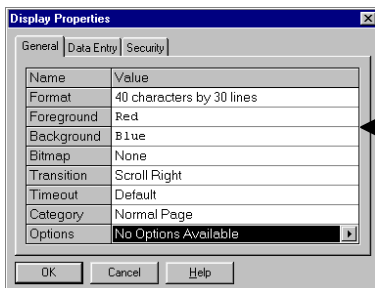 Display Properties
General Data Entry Security
Name Value
Format 40 characters by 30 lines
Foreground Red
Background Blue
Bitmap None
Transition Scroll Right
Timeout Default
Category Normal Page
Options No Options Available
OK Cancel Help